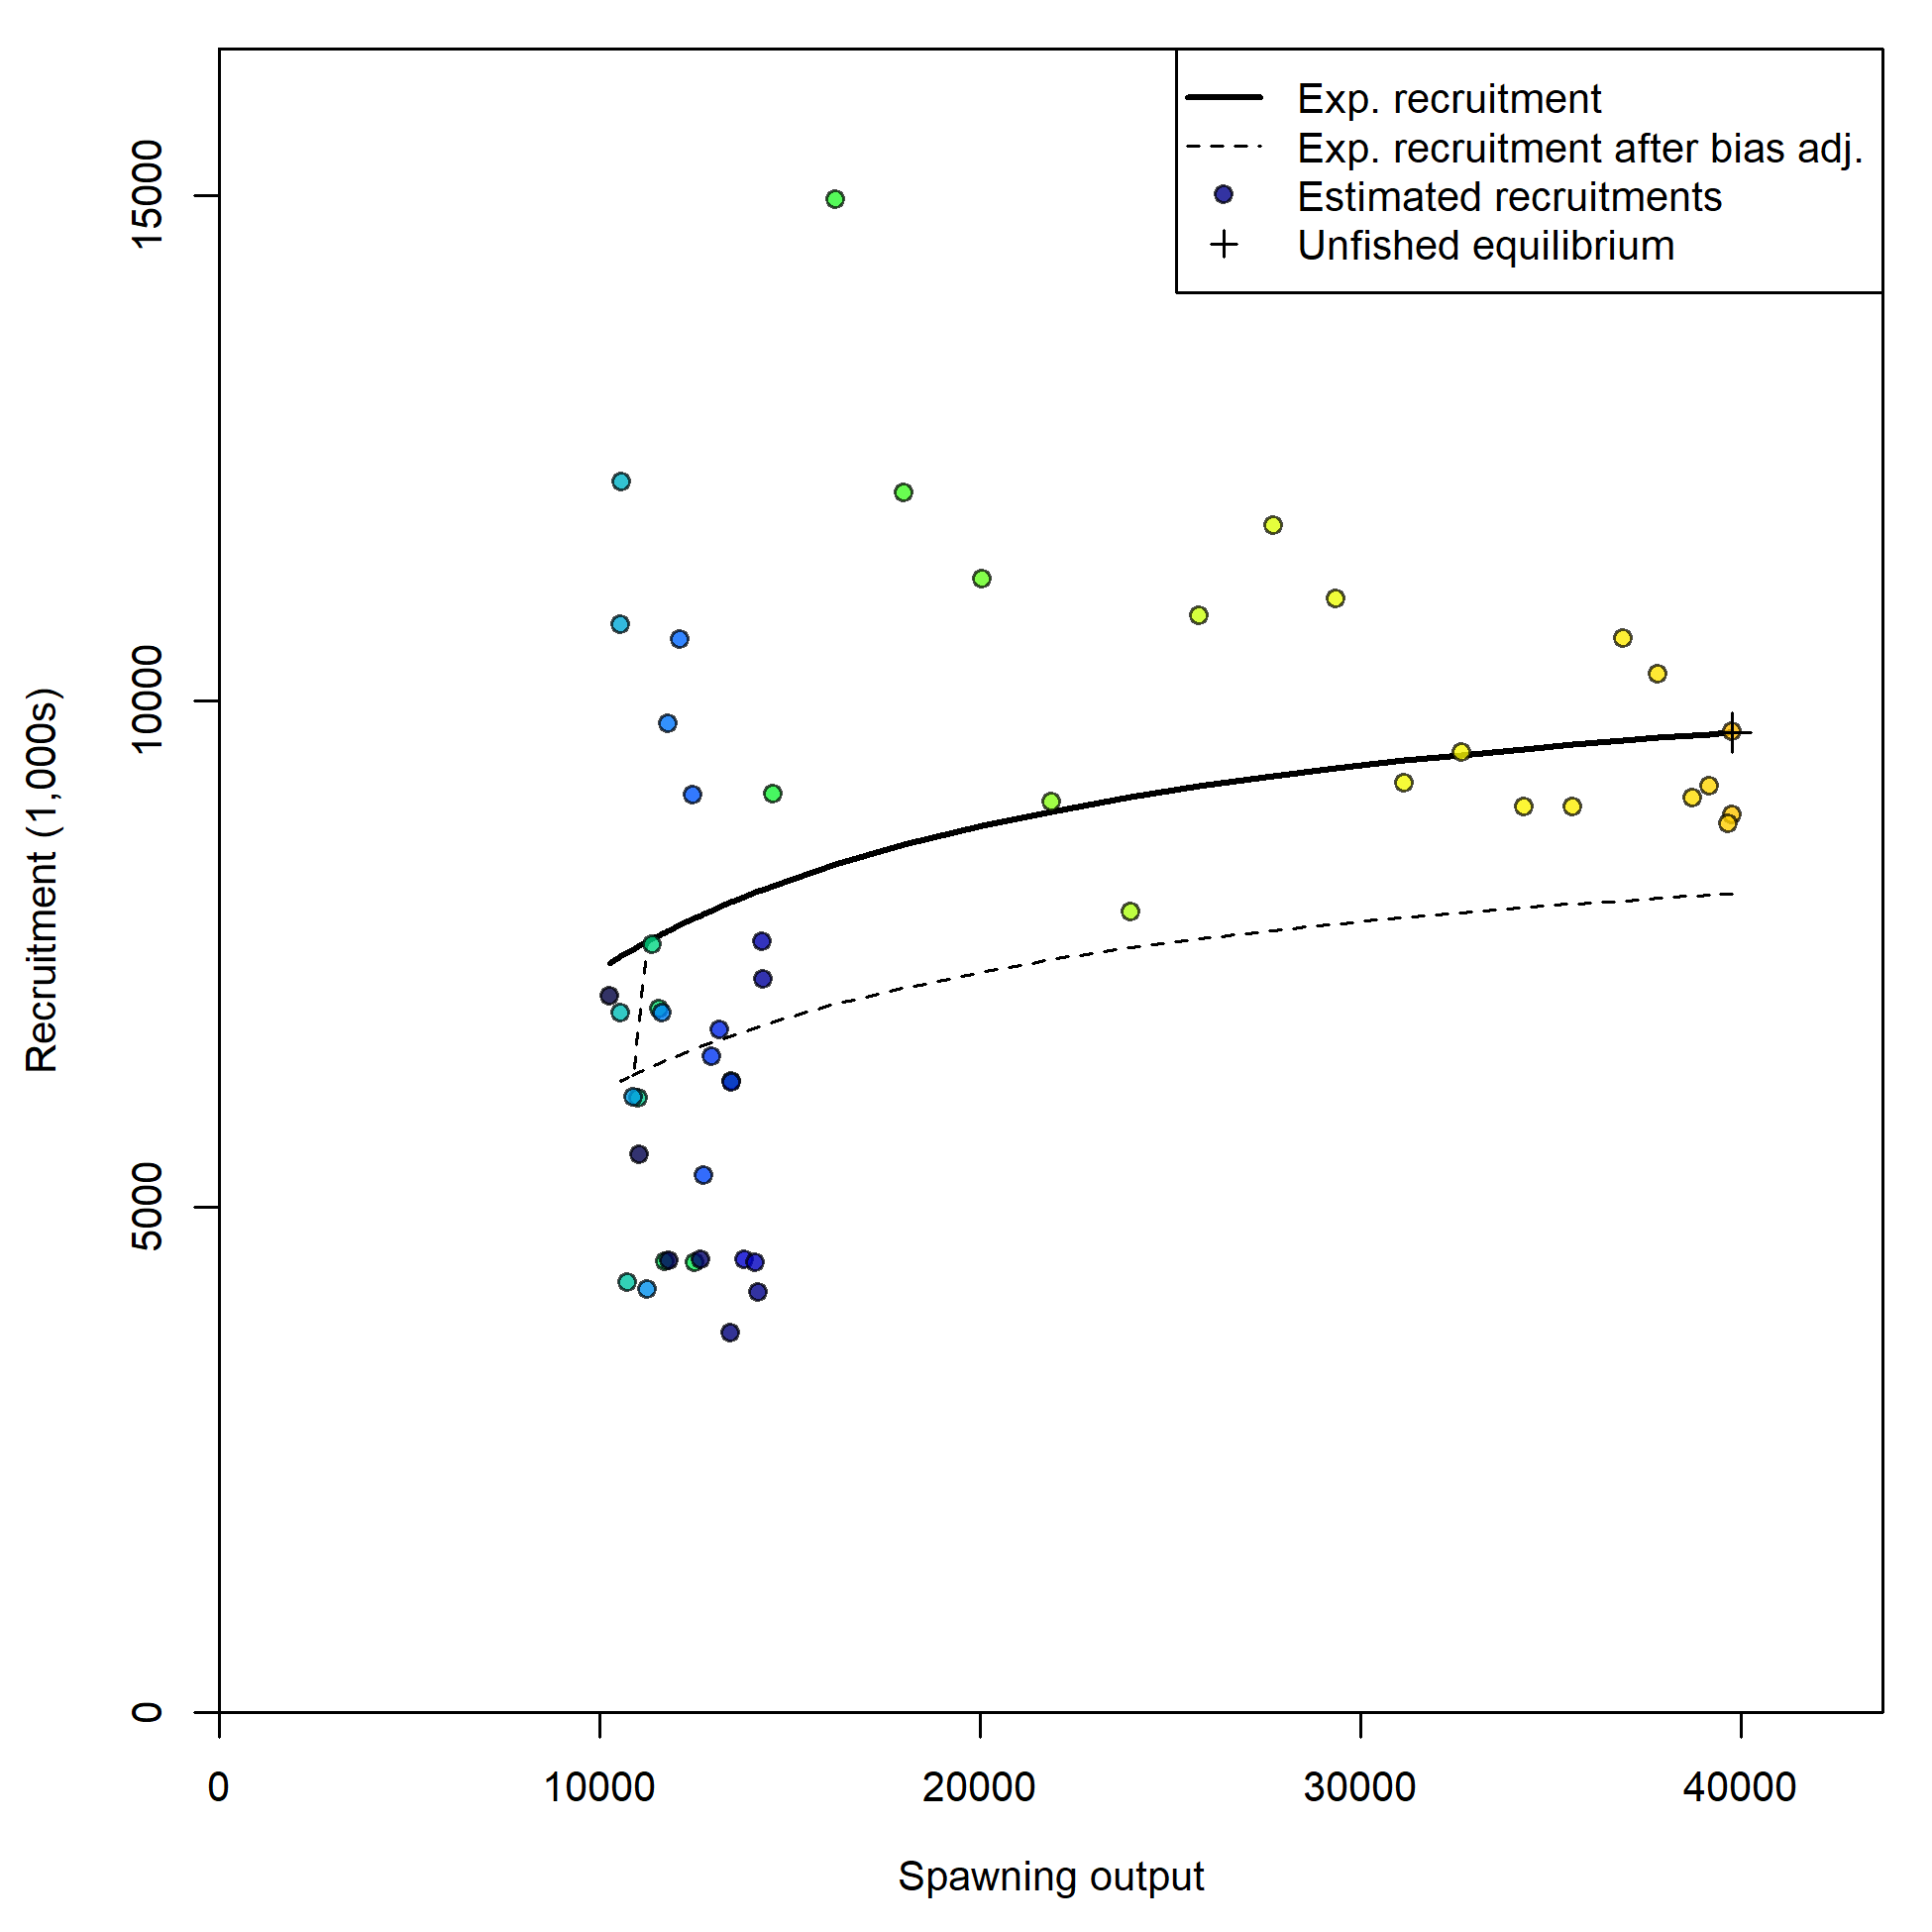 Exp. recruitment
Exp. recruitment after bias adj.
Estimated recruitments
Unfished equilibrium
15000
10000
5000
0
Recruitment (1,000s)
0 10000 20000 30000 40000
Spawning output